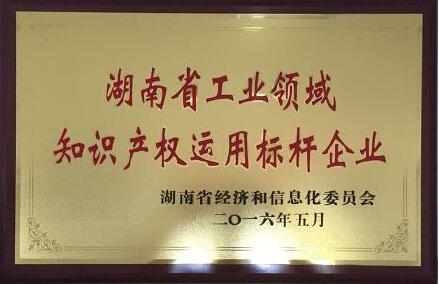 湖南省工业领域
知识产权运用标杆企业
湖南省经济和信息化委员会
二〇一六年五月